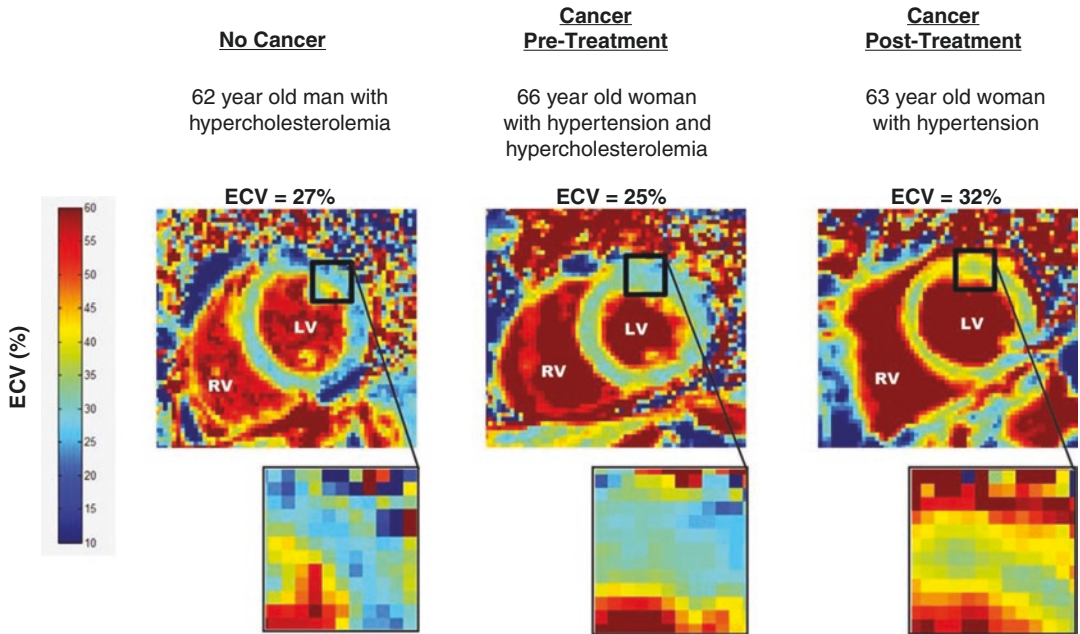 No Cancer
Cancer
Pre-Treatment
Cancer
Post-Treatment
62 year old man with
hypercholesterolemia
66 year old woman
with hypertension and
hypercholesterolemia
63 year old woman
with hypertension
ECV = 27%
ECV = 25%
ECV = 32%
ECV (%)
60
55
50
45
40
35
30
25
20
15
10
LV
RV
LV
RV
LV
RV